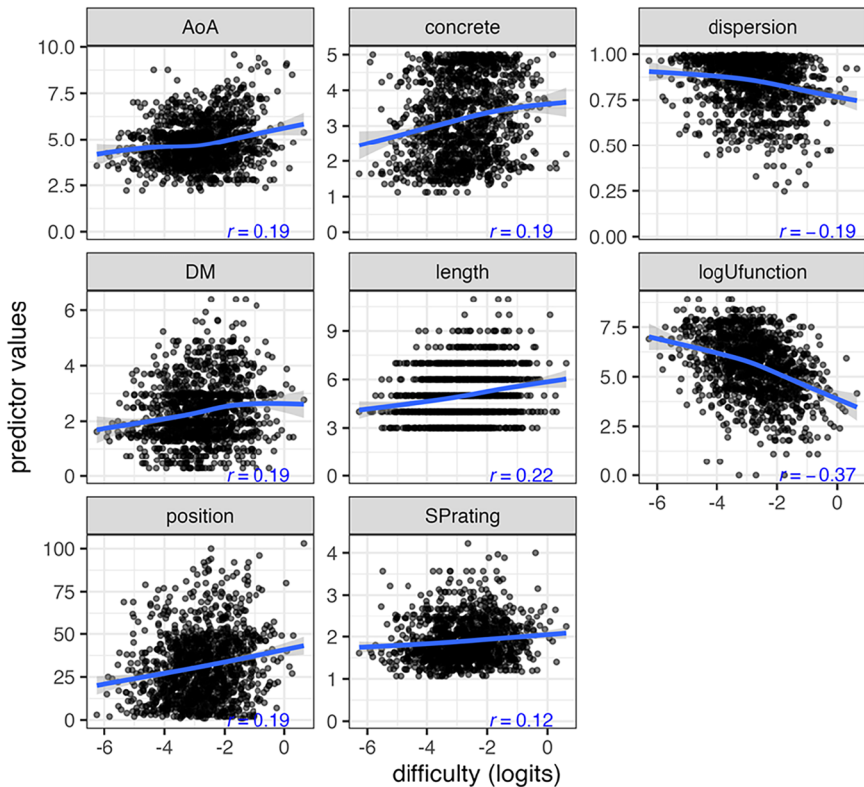 AoA
concrete
dispersion
10.0
7.5
5.0
2.5
0.0
r = 0.19
5
4
3
2
1
0
r = 0.19
1.00
0.75
0.50
0.25
0.00
r = −0.19
DM
length
logUfunction
6
4
2
0
r = 0.19
9
6
3
0
r = 0.22
7.5
5.0
2.5
0.0
r = −0.37
-6 -4 -2 0
position
SPrating
100
75
50
25
0
r = 0.19
4
3
2
1
0
r = 0.12
-6 -4 -2 0
-6 -4 -2 0
predictor values
difficulty (logits)